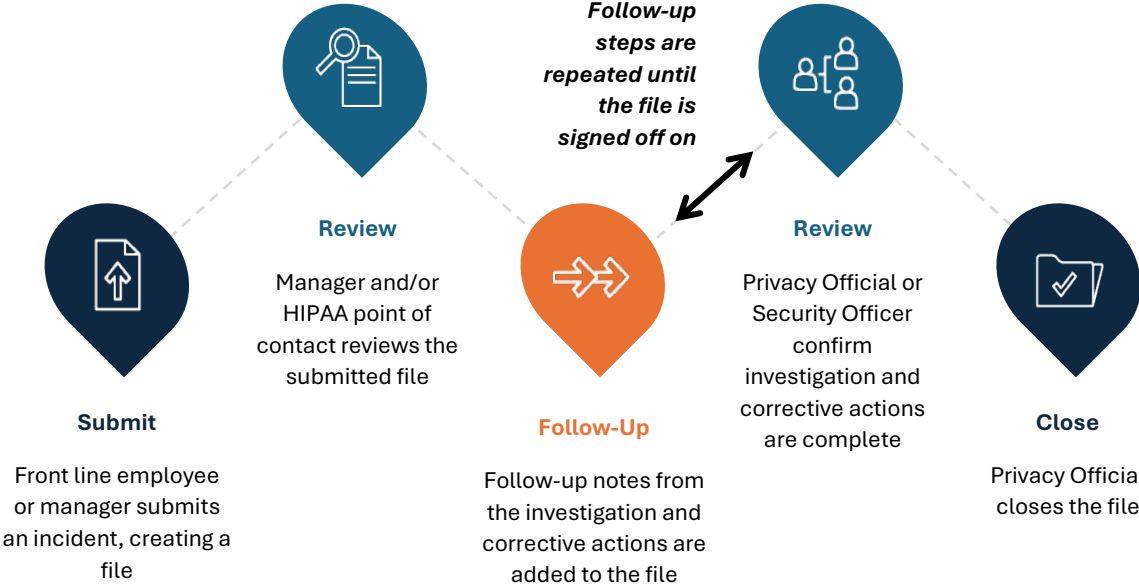 Submit
Front line employee
or manager submits
an incident, creating a
file
Review
Manager and/or
HIPAA point of
contact reviews the
submitted file
Follow-Up
Follow-up notes from
the investigation and
corrective actions are
added to the file
Follow-up
steps are
repeated until
the file is
signed off on
Review
Privacy Official or
Security Officer
confirm
investigation and
corrective actions
are complete
Close
Privacy Officia
closes the file